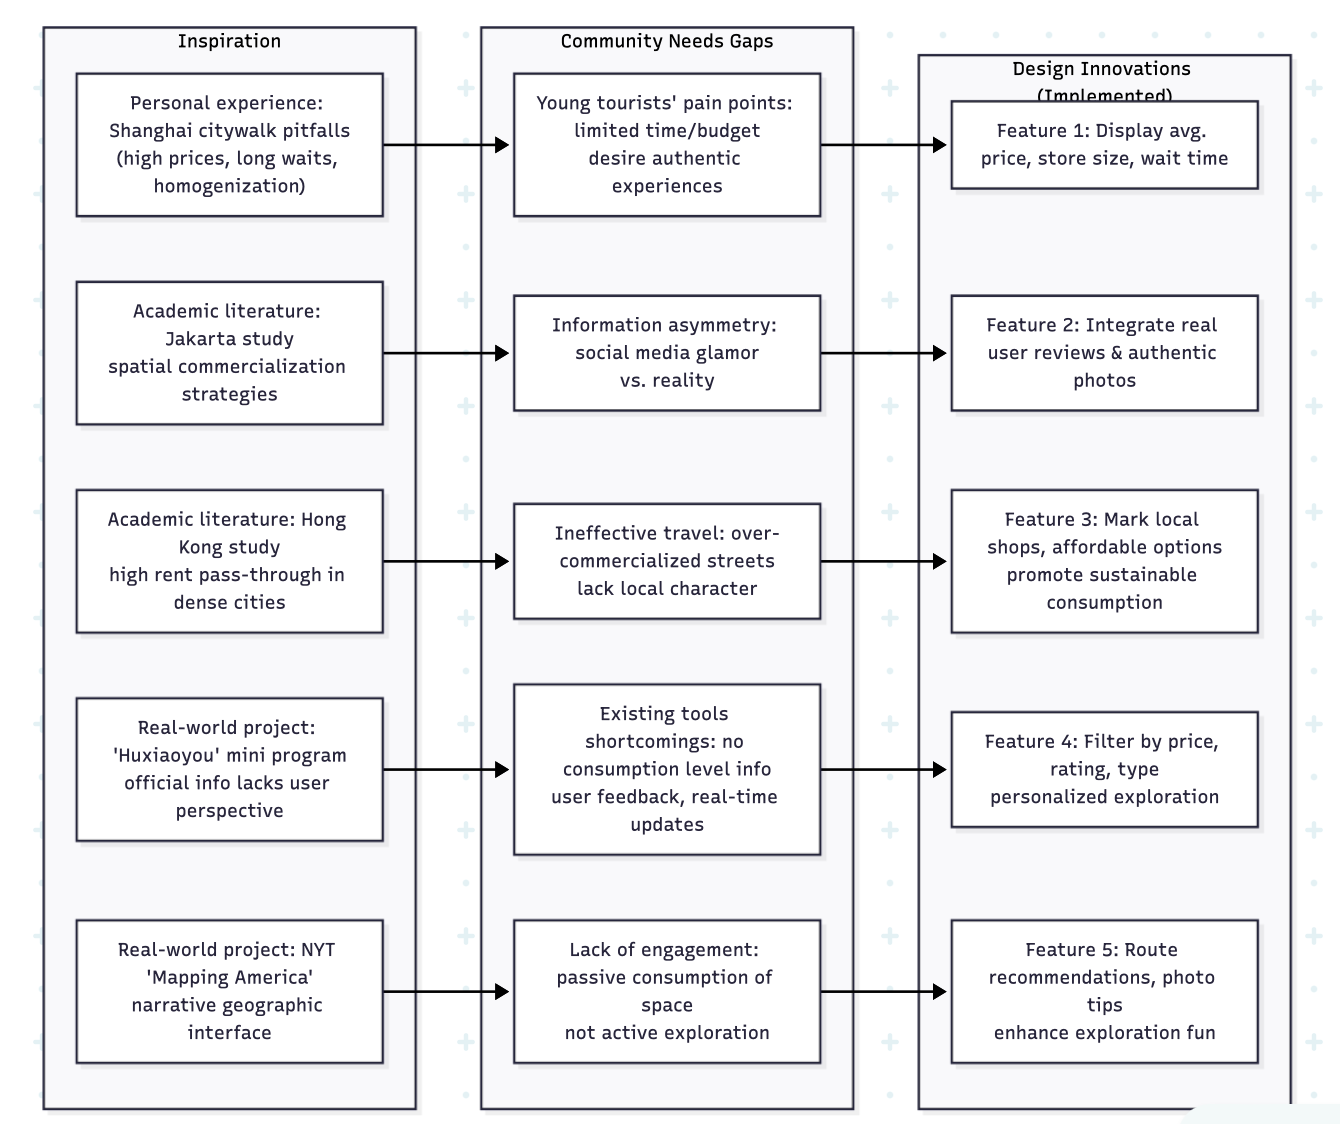 Inspiration
Personal experience:
Shanghai citywalk pitfalls
(high prices, long waits,
homogenization)
Academic literature:
Jakarta study
spatial commercialization
strategies
Academic literature: Hong
Kong study
high rent pass-through in
dense cities
Real-world project:
'Huxiaoyou' mini program
official info lacks user
perspective
Real-world project: NYT
'Mapping America'
narrative geographic
interface
Community Needs Gaps
Young tourists' pain points:
limited time/budget
desire authentic
experiences
Information asymmetry:
social media glamor
vs. reality
Ineffective travel: over-
commercialized streets
lack local character
Existing tools
shortcomings: no
consumption level info
user feedback, real-time
updates
Lack of engagement:
passive consumption of
space
not active exploration
Design Innovations
(Implemented)
Feature 1: Display avg.
price, store size, wait time
Feature 2: Integrate real
user reviews & authentic
photos
Feature 3: Mark local
shops, affordable options
promote sustainable
consumption
Feature 4: Filter by price,
rating, type
personalized exploration
Feature 5: Route
recommendations, photo
tips
enhance exploration fun